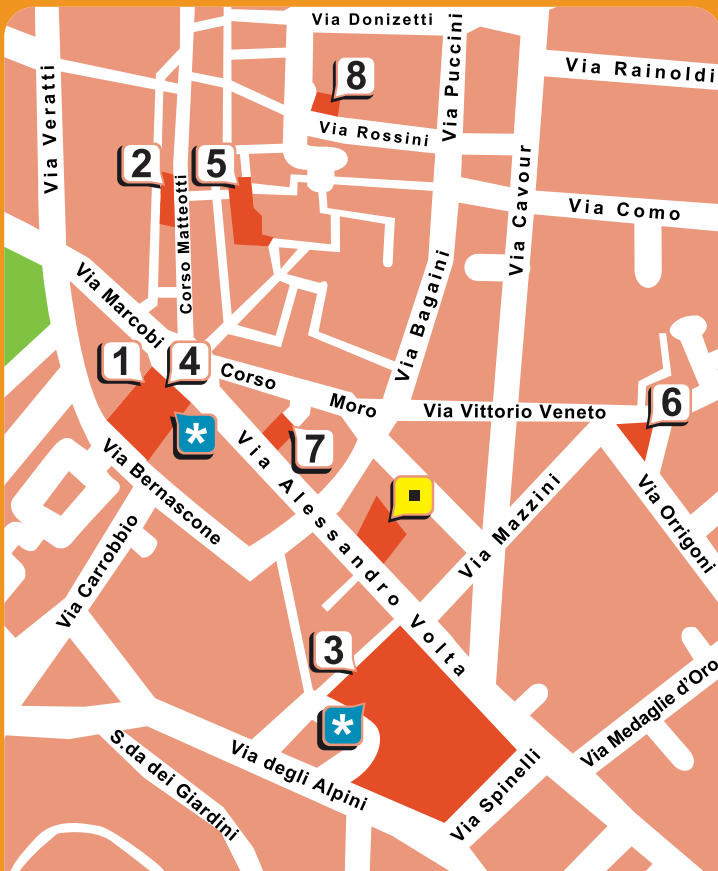 Via Donizetti
Via Puccini
Via Rainoldi
Via Veratti
8
Via Rossini
2
5
Via Cavour
Corso Matteotti
Via Como
Via Marcobi
Via Bagaini
1
4
Corso
Moro
Via Vittorio Veneto
6
*
7
Via Alessandro Volta
Via Bernascone
Via Mazzini
Via Orrigoni
Via Carrobbio
3
*
Via Medaglie d'Oro
S.da dei Giardini
Via degli Alpini
Via Spinelli